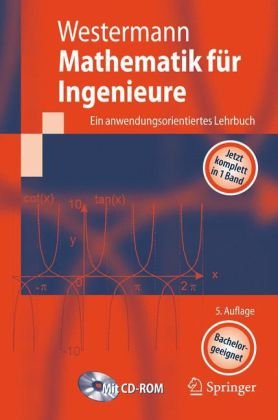 Westermann
Mathematik für
Ingenieure
Ein anwendungsorientiertes Lehrbuch
Jetzt
komplett
in 1 Band
cot(x)
10
tan(x)
y
x
-π
π
2π
-10
5. Auflage
Bachelor-
geeignet
Mit CD-ROM
Springer